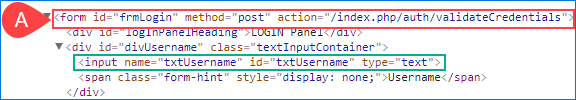 A
▼<form id="frmLogin" method="post" action="/index.php/auth/validateCredentials">
<div id="logInPanelHeading">LOGIN Panel</div>
▼<div id="divUsername" class="textInputContainer">
<input name="txtUsername" id="txtUsername" type="text">
<span class="form-hint" style="display: none;">Username</span>
</div>